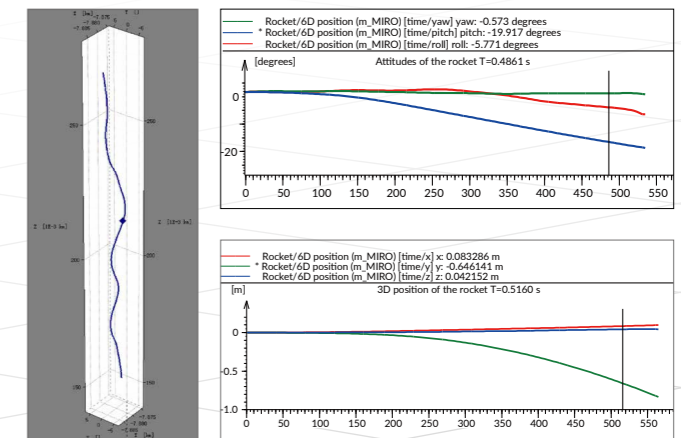 Rocket/6D position (m_MIRO) [time/yaw] yaw: -0.573 degrees
* Rocket/6D position (m_MIRO) [time/pitch] pitch: -19.917 degrees
Rocket/6D position (m_MIRO) [time/roll] roll: -5.771 degrees
[degrees]
Attitudes of the rocket T=0.4861 s
0
-20
0 50 100 150 200 250 300 350 400 450 500 550
Rocket/6D position (m_MIRO) [time/x] x: 0.083286 m
* Rocket/6D position (m_MIRO) [time/y] y: -0.646141 m
Rocket/6D position (m_MIRO) [time/z] z: 0.042152 m
[m]
3D position of the rocket T=0.5160 s
0
-0.5
-1.0
0 50 100 150 200 250 300 350 400 450 500 550